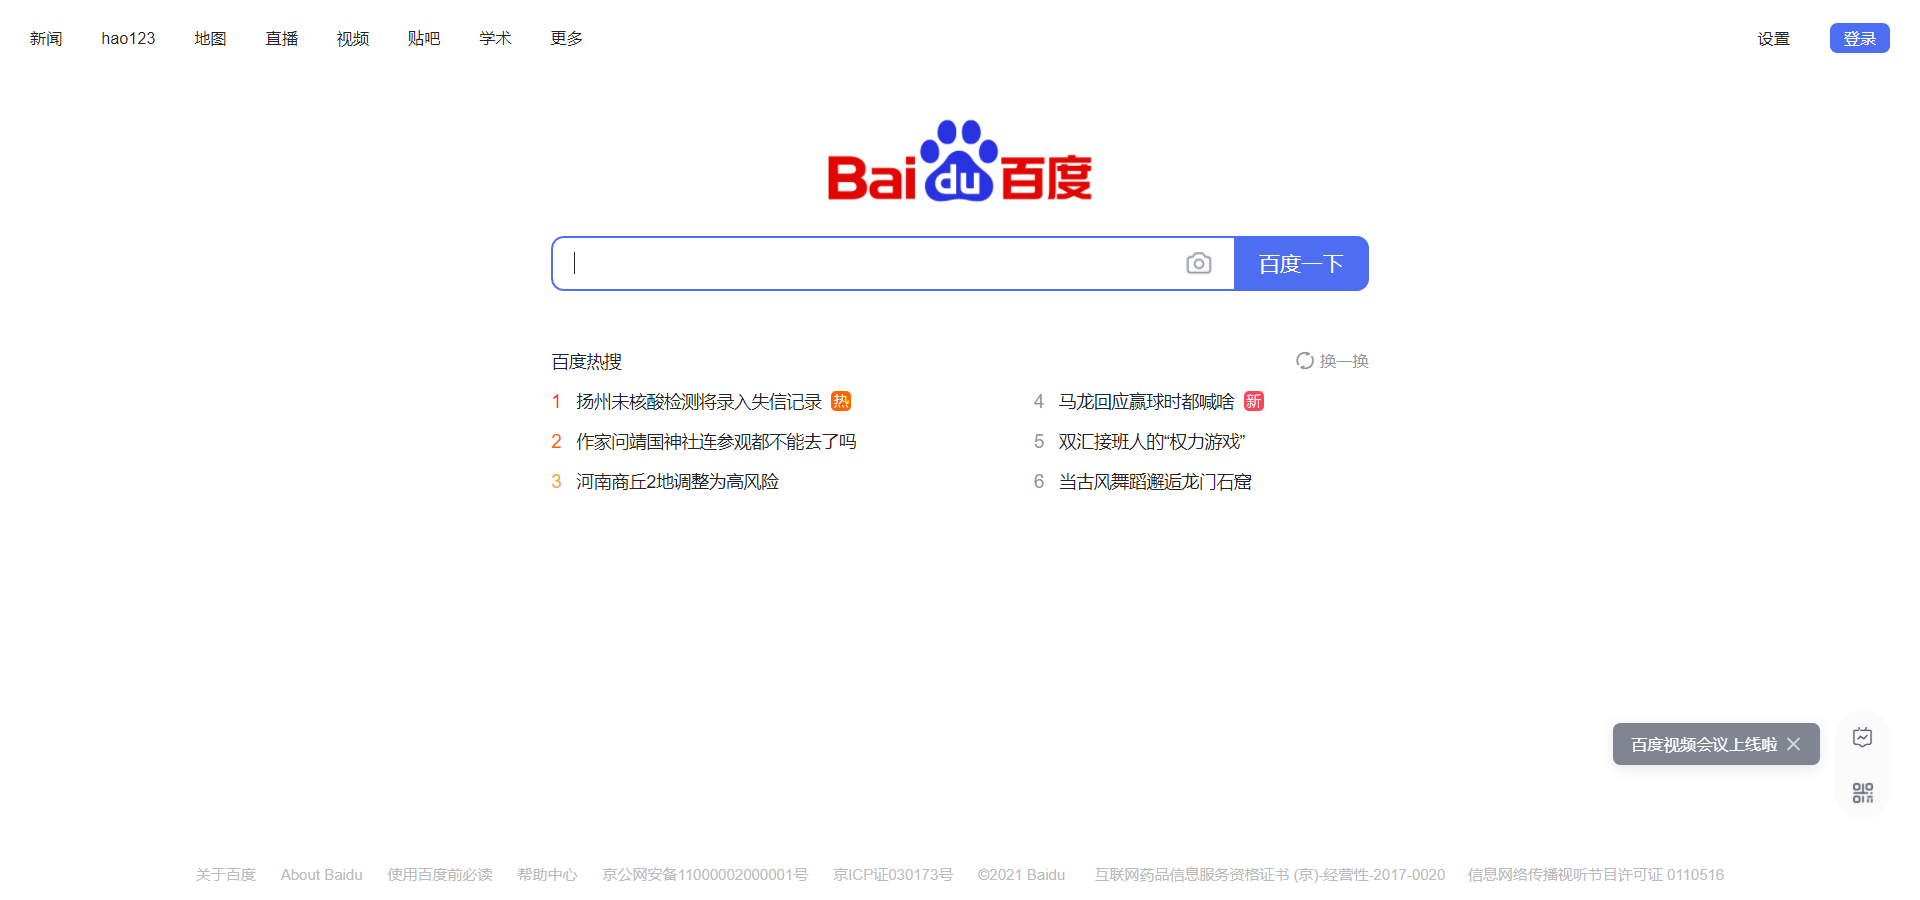 新闻 hao123 地图 直播 视频 贴吧 学术 更多 设置 登录
Bai du 百度
百度一下
百度热搜 换一换
1 扬州未核酸检测将录入失信记录 热
2 作家问靖国神社连参观都不能去了吗
3 河南商丘2地调整为高风险
4 马龙回应赢球时都喊啥 新
5 双汇接班人的“权力游戏”
6 当古风舞蹈邂逅龙门石窟
百度视频会议上线啦
关于百度 About Baidu 使用百度前必读 帮助中心 京公网安备11000002000001号 京ICP证030173号 ©2021 Baidu 互联网药品信息服务资格证书 (京)-经营性-2017-0020 信息网络传播视听节目许可证 0110516